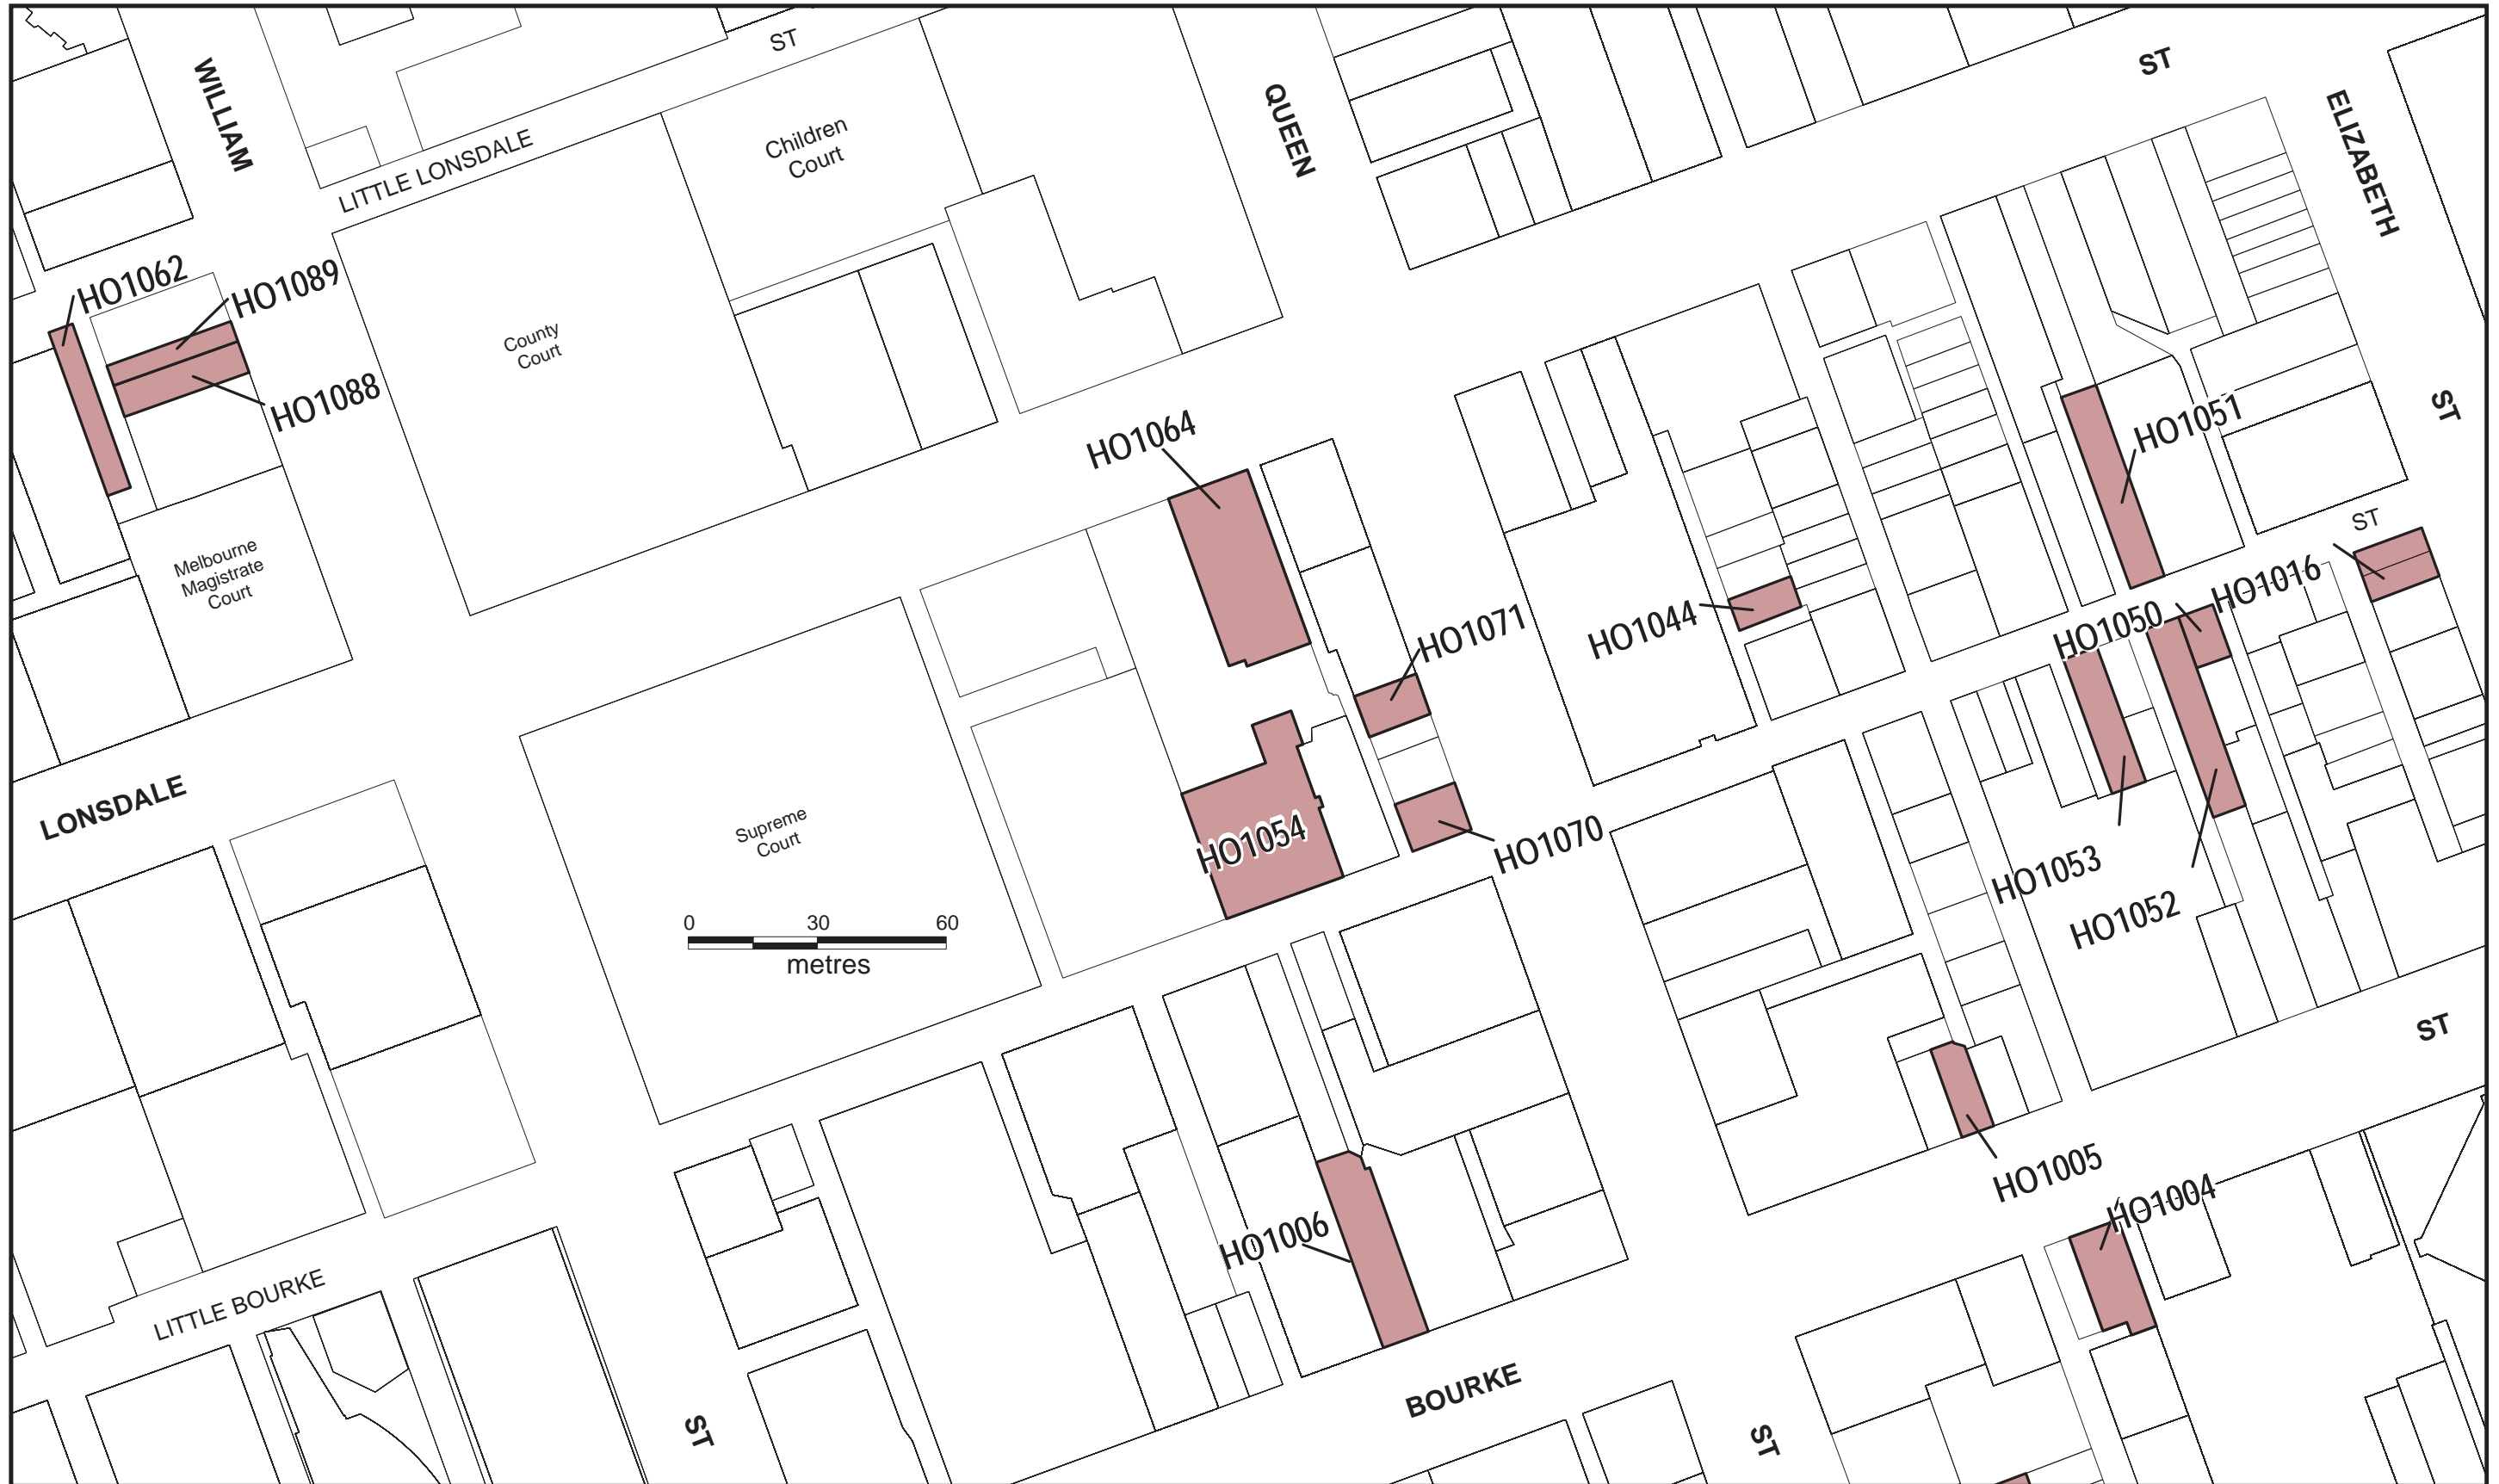 ST
ST
WILLIAM
QUEEN
ELIZABETH
LITTLE LONSDALE
Children
Court
HO1062
HO1089
County
Court
HO1088
HO1064
HO1051
ST
ST
Melbourne
Magistrate
Court
HO1016
HO1071
HO1044
HO1050
LONSDALE
Supreme
Court
HO1054
HO1070
HO1053
HO1052
0 30 60
metres
ST
HO1005
HO1004
HO1006
LITTLE BOURKE
BOURKE
ST
ST